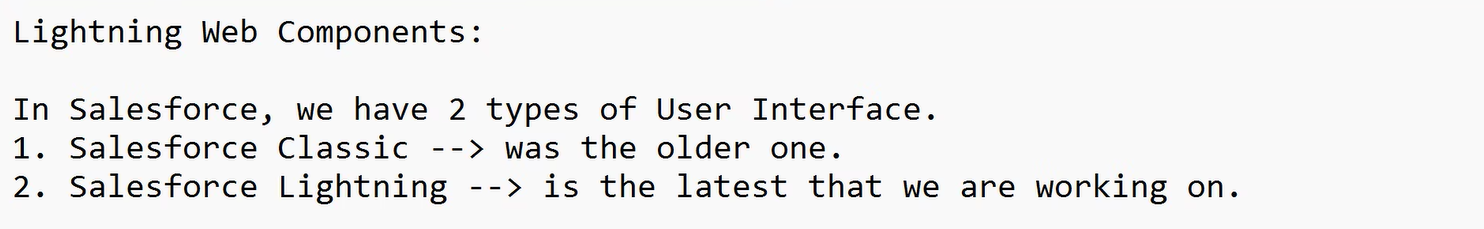 Lightning Web Components:
In Salesforce, we have 2 types of User Interface.
1. Salesforce Classic --> was the older one.
2. Salesforce Lightning --> is the latest that we are working on.